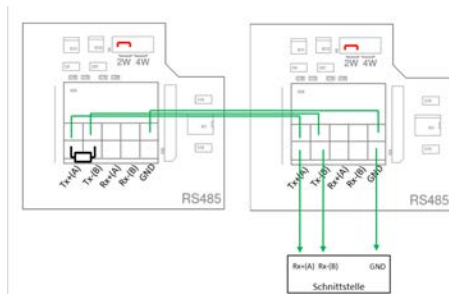 2W 4W
Tx+(A) Tx-(B) Rx+(A) Rx-(B) GND
RS485
2W 4W
Tx+(A) Tx-(B) Rx+(A) Rx-(B) GND
RS485
Rx+(A) Rx-(B) GND
Schnittstelle